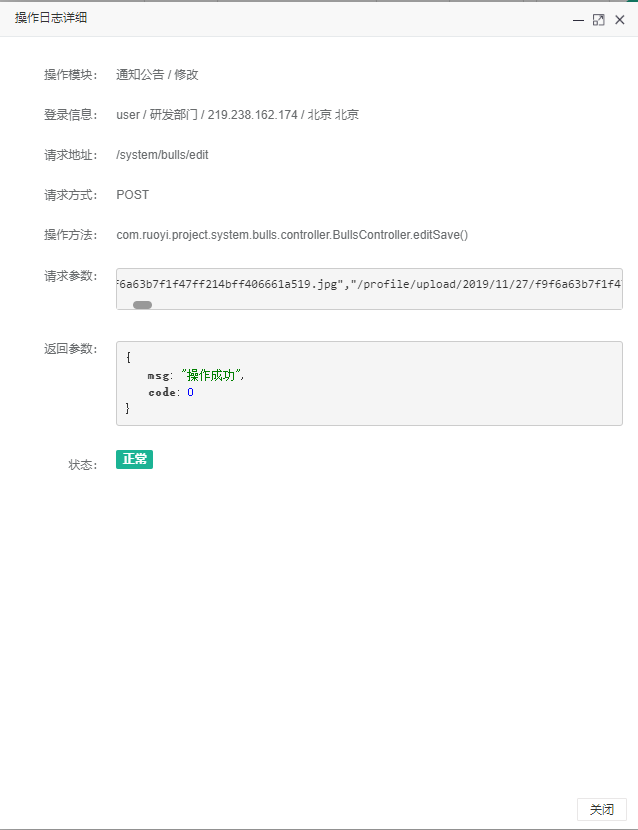 操作日志详细
操作模块： 通知公告 / 修改
登录信息： user / 研发部门 / 219.238.162.174 / 北京 北京
请求地址： /system/bulls/edit
请求方式： POST
操作方法： com.ruoyi.project.system.bulls.controller.BullsController.editSave()
请求参数： f6a63b7f1f47ff214bff406661a519.jpg","/profile/upload/2019/11/27/f9f6a63b7f1f47
返回参数： {
msg: "操作成功",
code: 0
}
状态： 正常
关闭